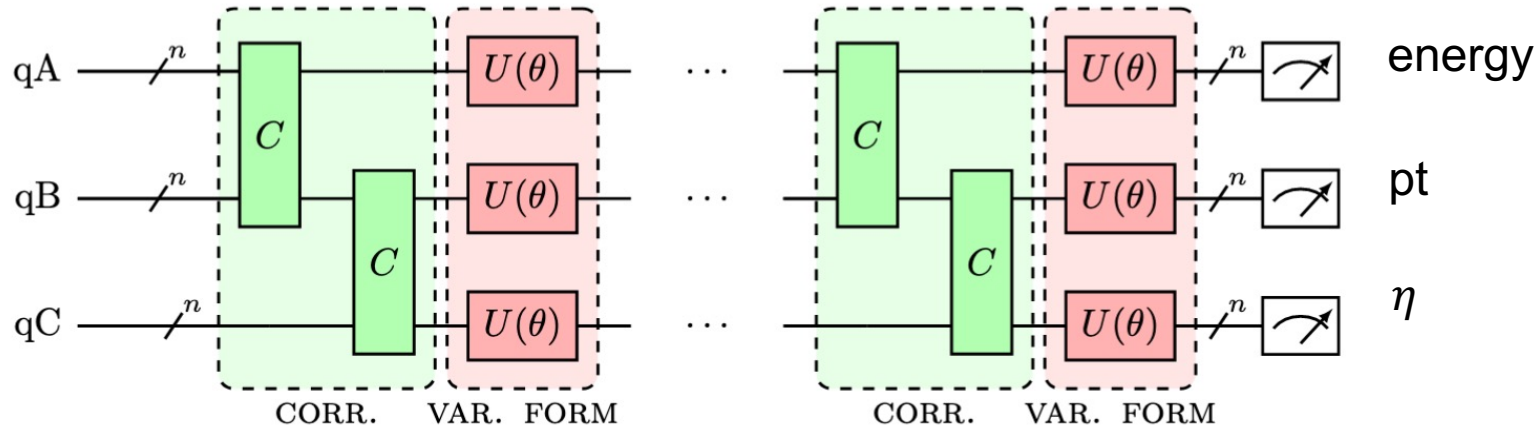 qA n C U(θ) ... C U(θ) n energy
qB n C U(θ) ... C U(θ) n pt
qC n U(θ) ... U(θ) n η
CORR. VAR. FORM CORR. VAR. FORM